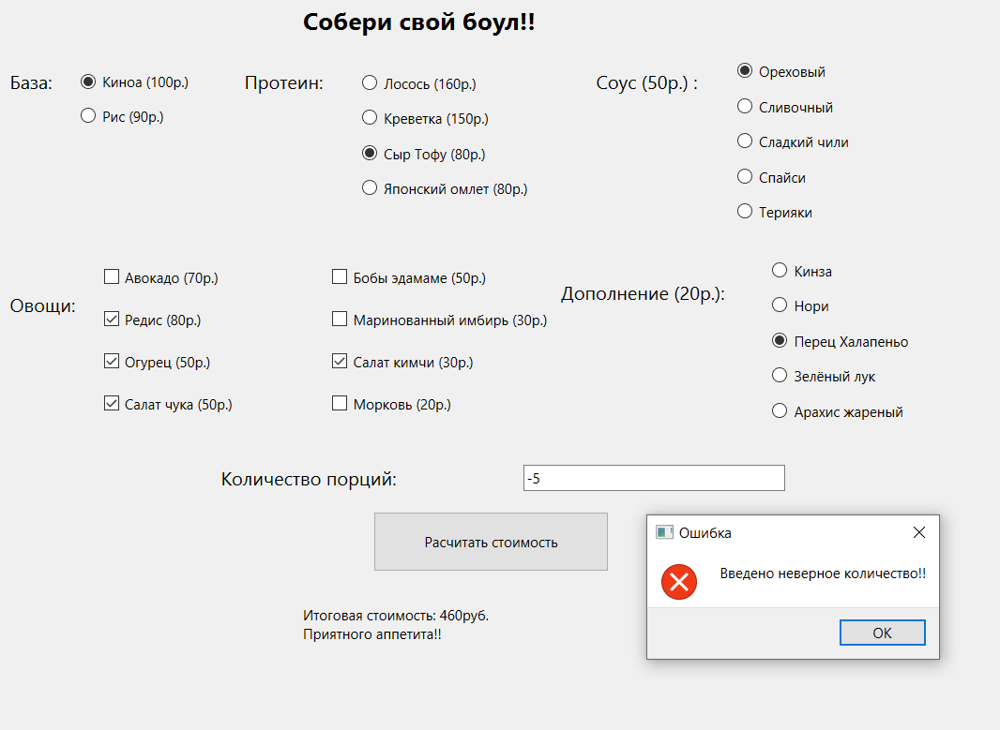 Собери свой боул!!
База:
Киноа (100р.)
Рис (90р.)
Протеин:
Лосось (160р.)
Креветка (150р.)
Сыр Тофу (80р.)
Японский омлет (80р.)
Соус (50р.) :
Ореховый
Сливочный
Сладкий чили
Спайси
Терияки
Овощи:
Авокадо (70р.)
Редис (80р.)
Огурец (50р.)
Салат чука (50р.)
Бобы эдамаме (50р.)
Маринованный имбирь (30р.)
Салат кимчи (30р.)
Морковь (20р.)
Дополнение (20р.):
Кинза
Нори
Перец Халапеньо
Зелёный лук
Арахис жареный
Количество порций:
-5
Расчитать стоимость
Итоговая стоимость: 460руб.
Приятного аппетита!!
Ошибка
Введено неверное количество!!
OK